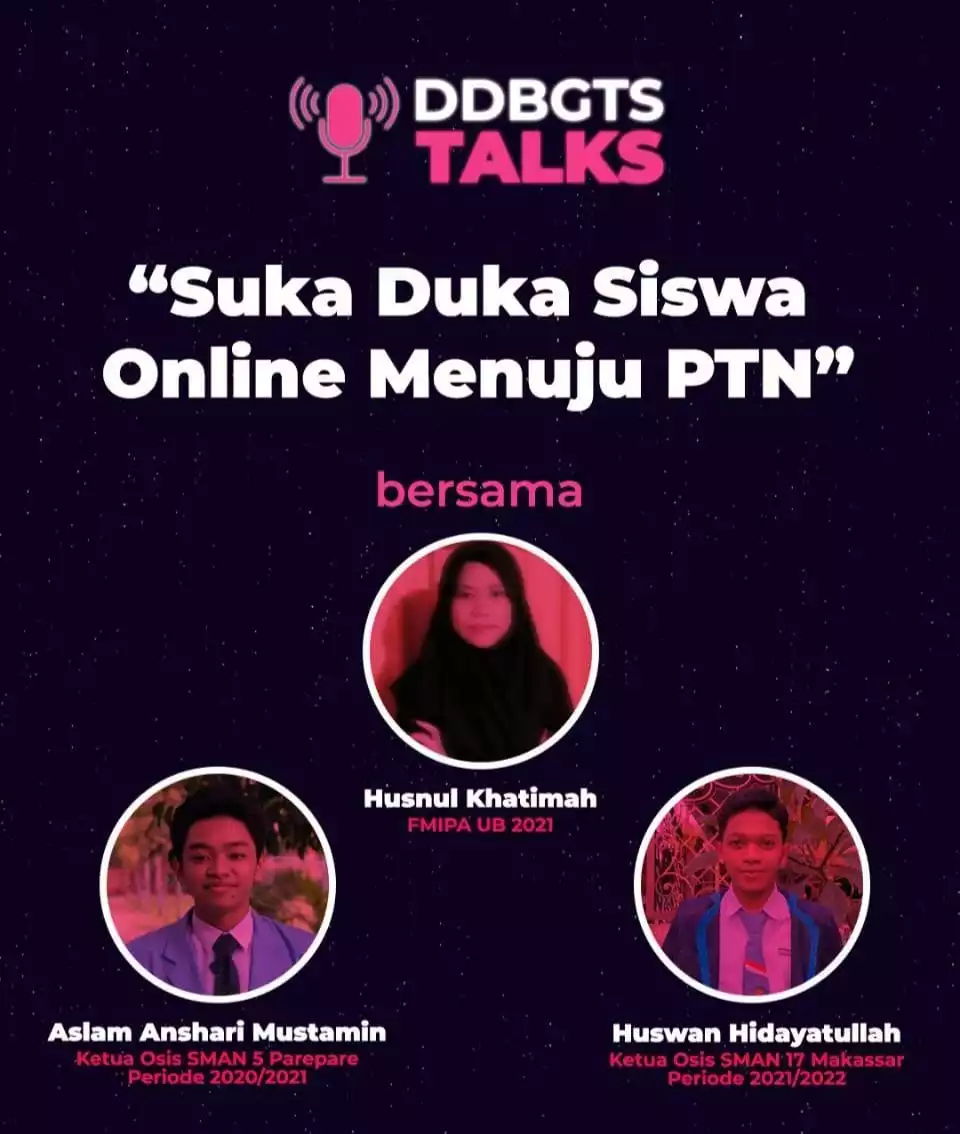 DDBGTS
TALKS
“Suka Duka Siswa
Online Menuju PTN”
bersama
Husnul Khatimah
FMIPA UB 2021
Aslam Anshari Mustamin
Ketua Osis SMAN 5 Parepare
Periode 2020/2021
Huswan Hidayatullah
Ketua Osis SMAN 17 Makassar
Periode 2021/2022